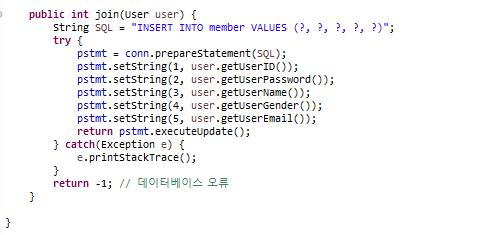 public int join(User user) {
String SQL = "INSERT INTO member VALUES (?, ?, ?, ?, ?)";
try {
pstmt = conn.prepareStatement(SQL);
pstmt.setString(1, user.getUserID());
pstmt.setString(2, user.getUserPassword());
pstmt.setString(3, user.getUserName());
pstmt.setString(4, user.getUserGender());
pstmt.setString(5, user.getUserEmail());
return pstmt.executeUpdate();
} catch(Exception e) {
e.printStackTrace();
}
return -1; // 데이터베이스 오류
}
}